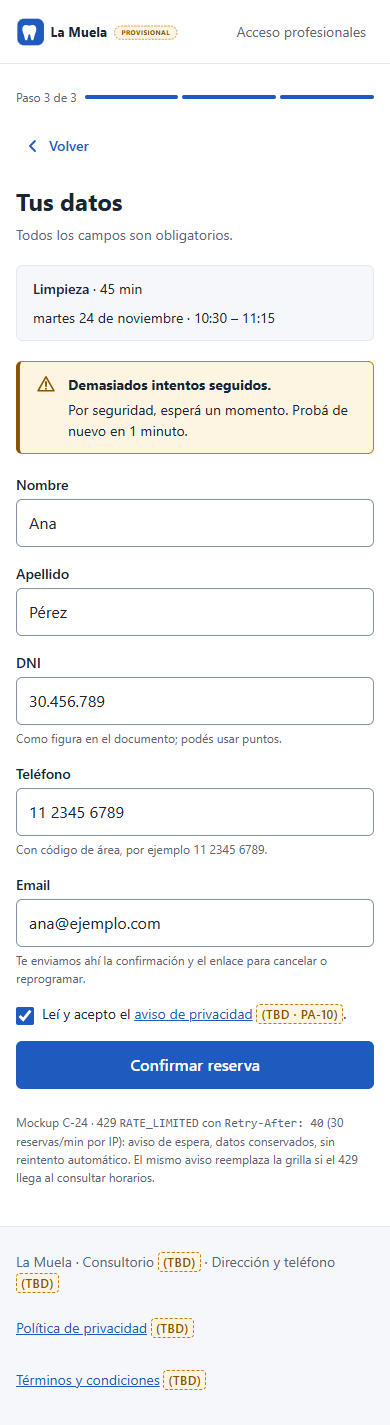 La Muela PROVISIONAL Acceso profesionales
Paso 3 de 3
Volver
Tus datos
Todos los campos son obligatorios.
Limpieza · 45 min
martes 24 de noviembre · 10:30 – 11:15
Demasiados intentos seguidos.
Por seguridad, esperá un momento. Probá de
nuevo en 1 minuto.
Nombre
Ana
Apellido
Pérez
DNI
30.456.789
Como figura en el documento; podés usar puntos.
Teléfono
11 2345 6789
Con código de área, por ejemplo 11 2345 6789.
Email
ana@ejemplo.com
Te enviamos ahí la confirmación y el enlace para cancelar o
reprogramar.
Leí y acepto el aviso de privacidad (TBD · PA-10).
Confirmar reserva
Mockup C-24 · 429 RATE_LIMITED con Retry-After: 40 (30
reservas/min por IP): aviso de espera, datos conservados, sin
reintento automático. El mismo aviso reemplaza la grilla si el 429
llega al consultar horarios.
La Muela · Consultorio (TBD) · Dirección y teléfono
(TBD)
Política de privacidad (TBD)
Términos y condiciones (TBD)